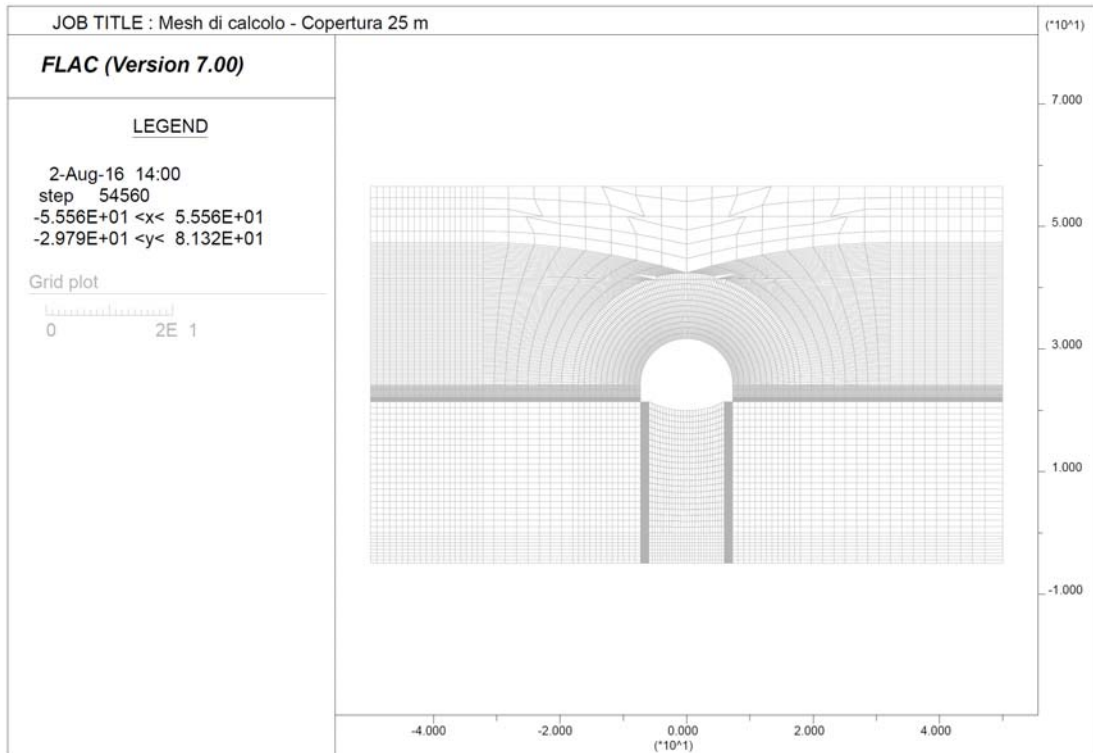 JOB TITLE : Mesh di calcolo - Copertura 25 m
(*10^1)
FLAC (Version 7.00)
LEGEND
2-Aug-16 14:00
step 54560
-5.556E+01 <x< 5.556E+01
-2.979E+01 <y< 8.132E+01
Grid plot
0 2E 1
7.000
5.000
3.000
1.000
-1.000
-4.000 -2.000 0.000 2.000 4.000
(*10^1)